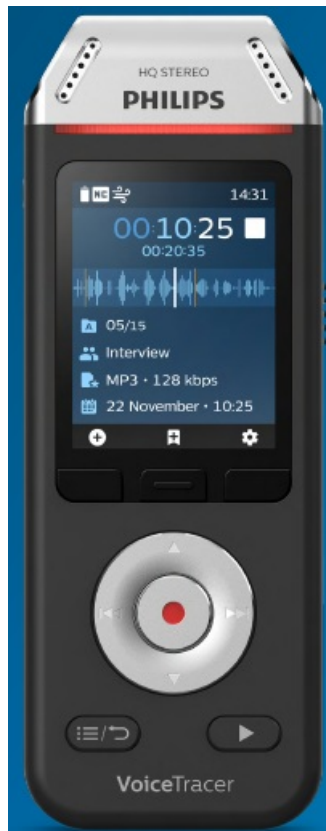 HQ STEREO
PHILIPS
NC 14:31
00:10:25
00:20:35
A 05/15
Interview
MP3 • 128 kbps
22 November • 10:25
VoiceTracer